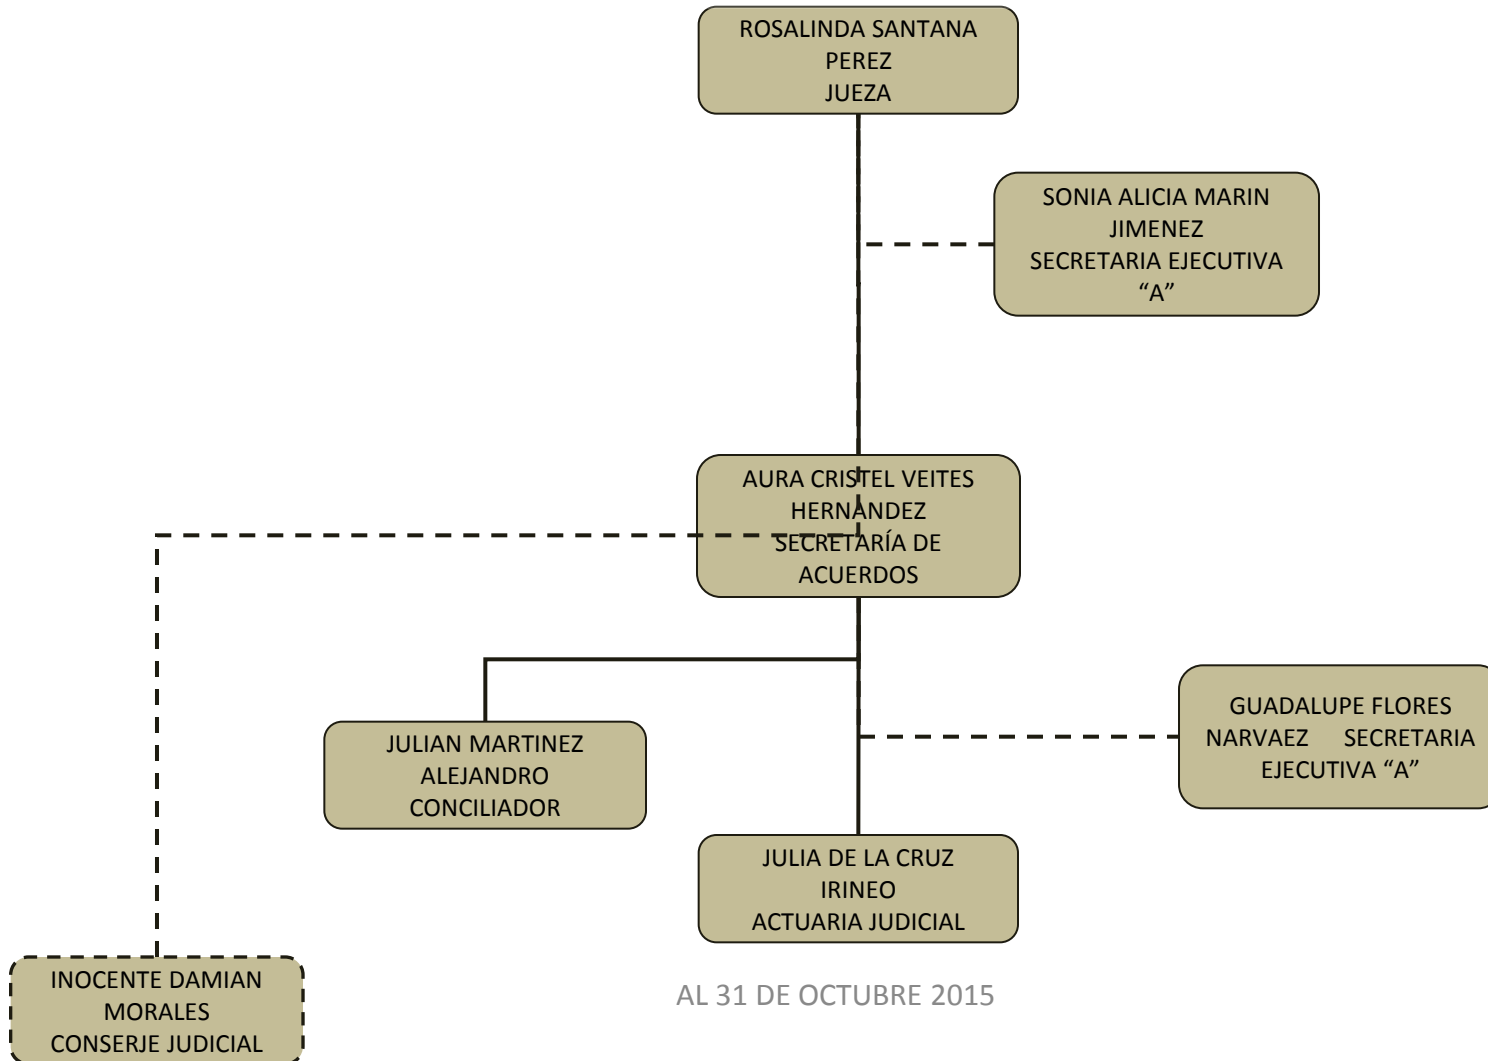 ROSALINDA SANTANA
PEREZ
JUEZA
SONIA ALICIA MARIN
JIMENEZ
SECRETARIA EJECUTIVA
“A”
AURA CRISTEL VEITES
HERNÁNDEZ
SECRETARÍA DE
ACUERDOS
GUADALUPE FLORES
NARVAEZ SECRETARIA
EJECUTIVA “A”
JULIAN MARTINEZ
ALEJANDRO
CONCILIADOR
JULIA DE LA CRUZ
IRINEO
ACTUARIA JUDICIAL
INOCENTE DAMIAN
MORALES
CONSERJE JUDICIAL
AL 31 DE OCTUBRE 2015